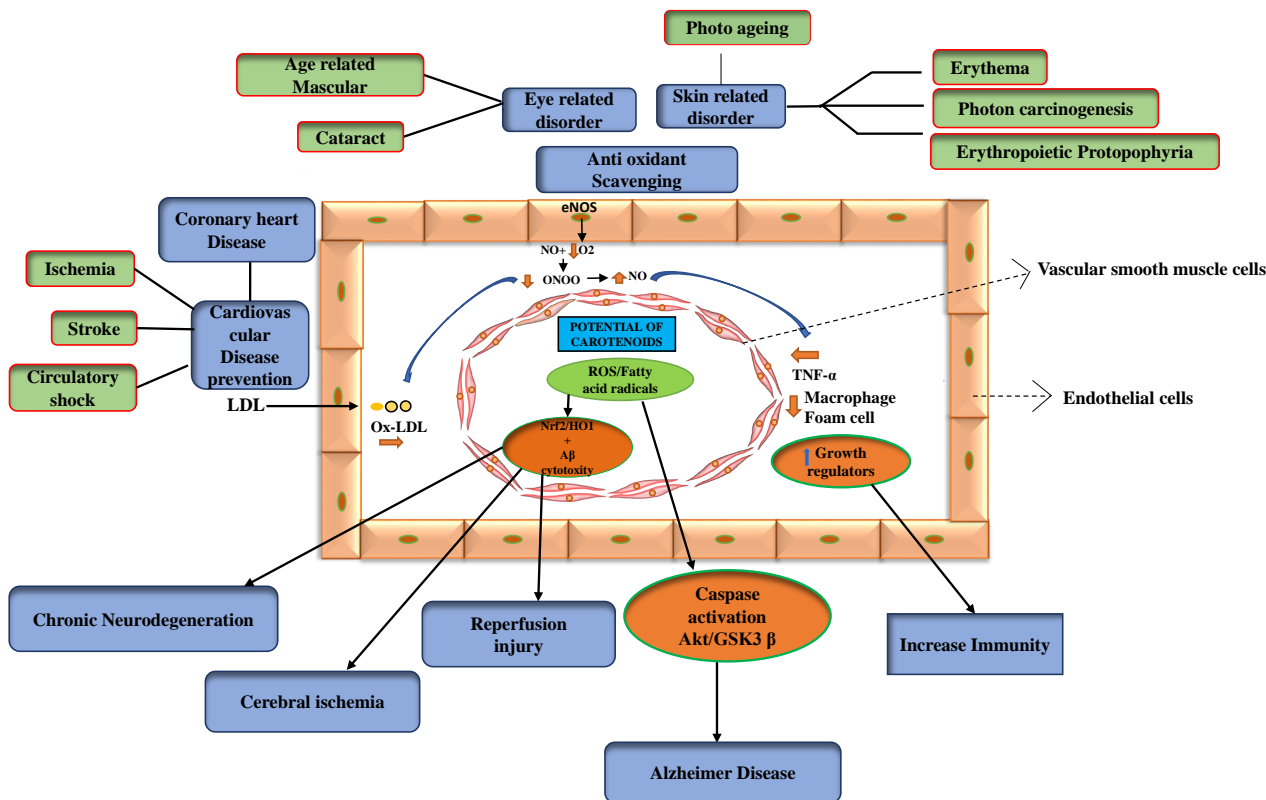 Photo ageing
Age related
Mascular
Erythema
Eye related
disorder
Skin related
disorder
Photon carcinogenesis
Cataract
Erythropoietic Protopophyria
Anti oxidant
Scavenging
eNOS
Coronary heart
Disease
NO+ O2
ONOO NO
Ischemia
Vascular smooth muscle cells
Stroke
Cardiovas
cular
Disease
prevention
POTENTIAL OF
CAROTENOIDS
Circulatory
shock
ROS/Fatty
acid radicals
TNF-α
Macrophage
Foam cell
Endothelial cells
LDL
Ox-LDL
Nrf2/HO1
+
Aβ
cytotoxity
Growth
regulators
Chronic Neurodegeneration
Reperfusion
injury
Caspase
activation
Akt/GSK3 β
Increase Immunity
Cerebral ischemia
Alzheimer Disease